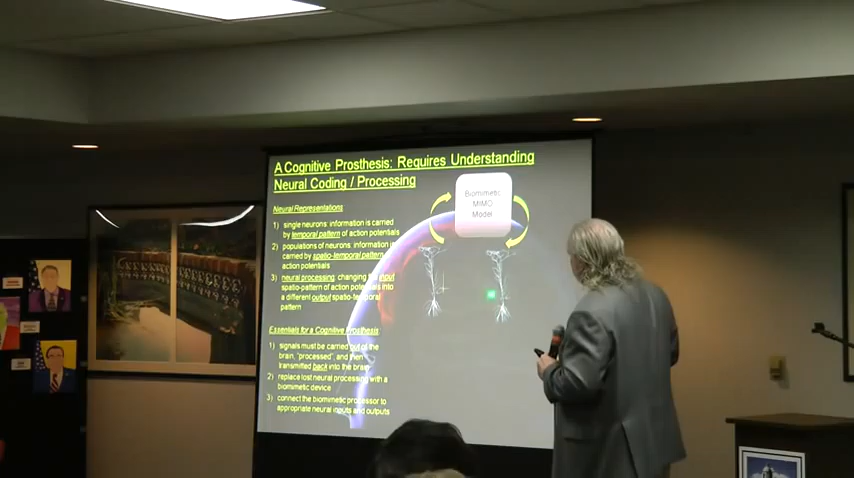 A Cognitive Prosthesis: Requires Understanding
Neural Coding / Processing
Biomimetic
MIMO
Model
Neural Representations
1) single neurons: information is carried
by temporal pattern of action potentials
2) populations of neurons: information is
carried by spatio-temporal pattern
action potentials
3) neural processing: changing the input
spatio-pattern of action potentials into
a different output spatio-temporal
pattern
Essentials for a Cognitive Prosthesis
1) signals must be carried out of the
brain, "processed", and then
transmitted back into the brain
2) replace lost neural processing with a
biomimetic device
3) connect the biomimetic processor to
appropriate neural inputs and outputs